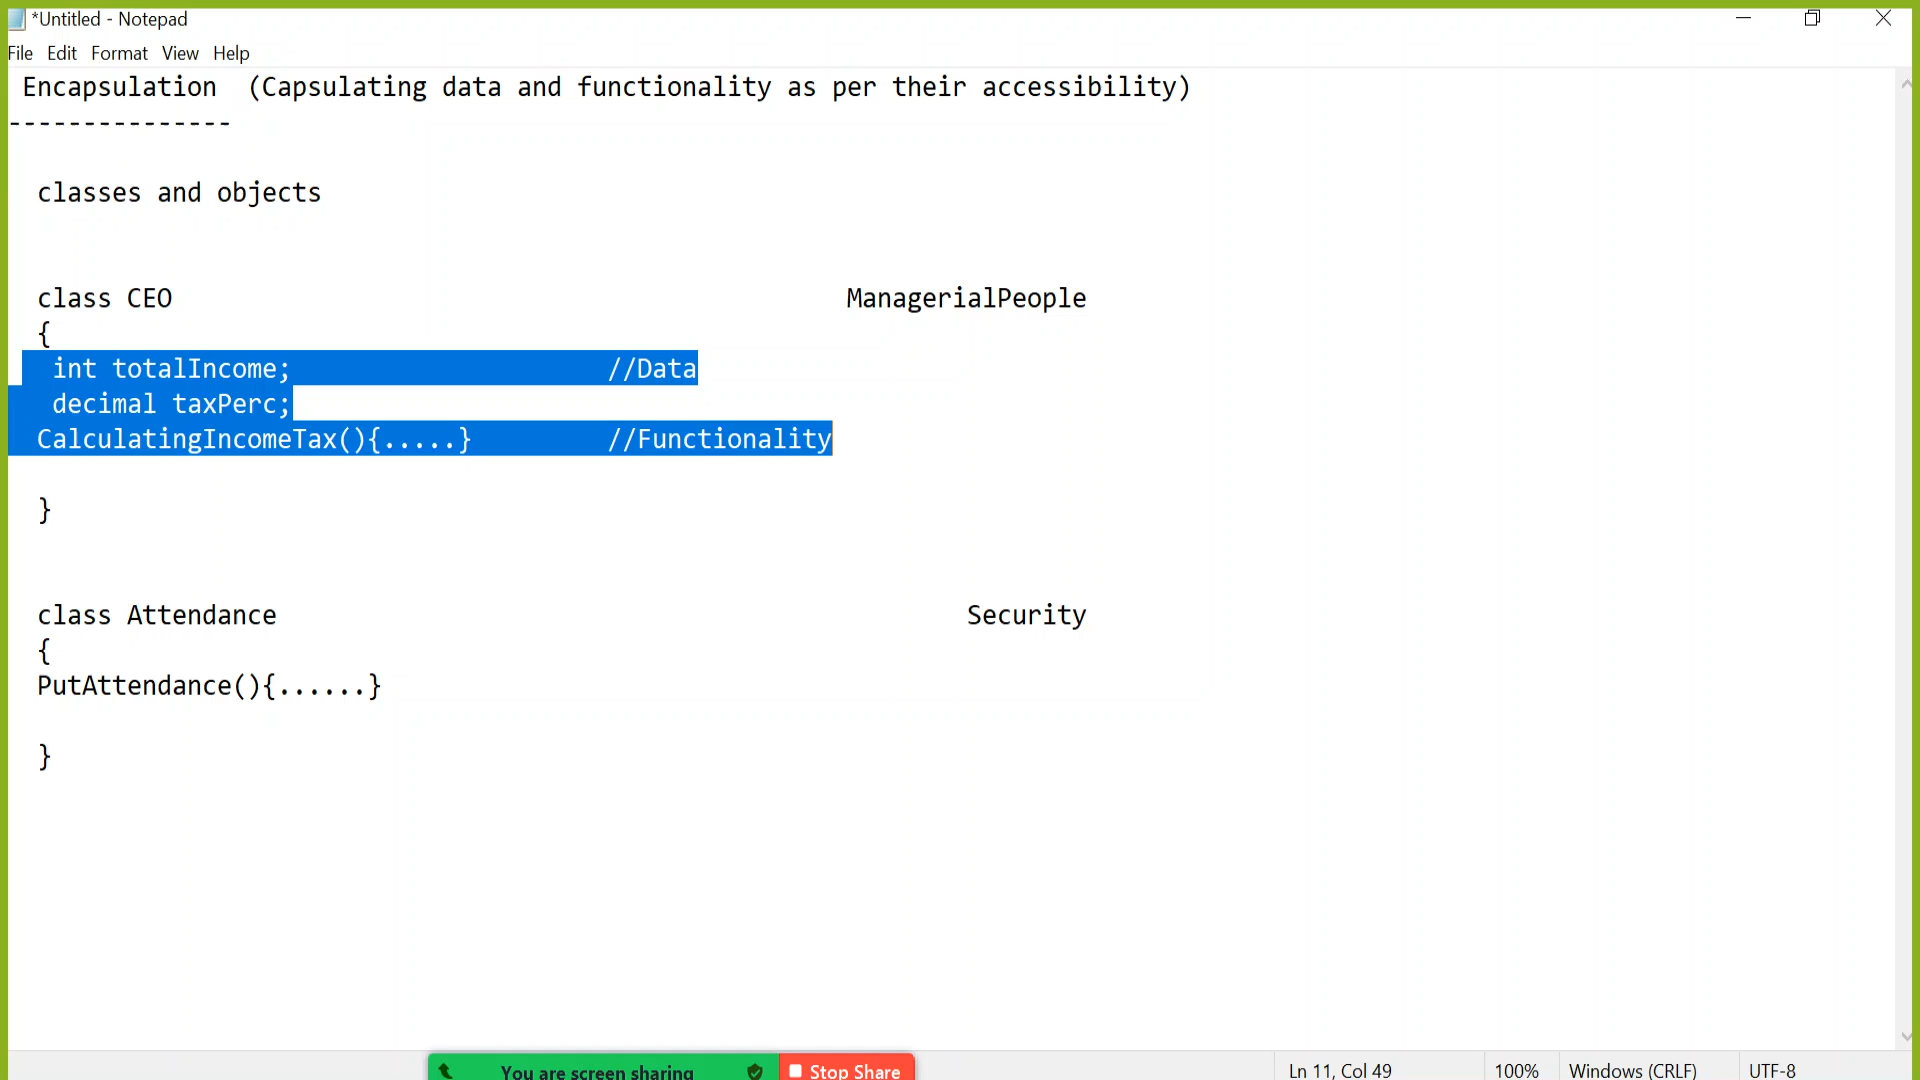 *Untitled - Notepad
File Edit Format View Help
Encapsulation (Capsulating data and functionality as per their accessibility)
---------------
classes and objects
class CEO ManagerialPeople
{
int totalIncome; //Data
decimal taxPerc;
CalculatingIncomeTax(){.....} //Functionality
}
class Attendance Security
{
PutAttendance(){......}
}
You are screen sharing Stop Share Ln 11, Col 49 100% Windows (CRLF) UTF-8